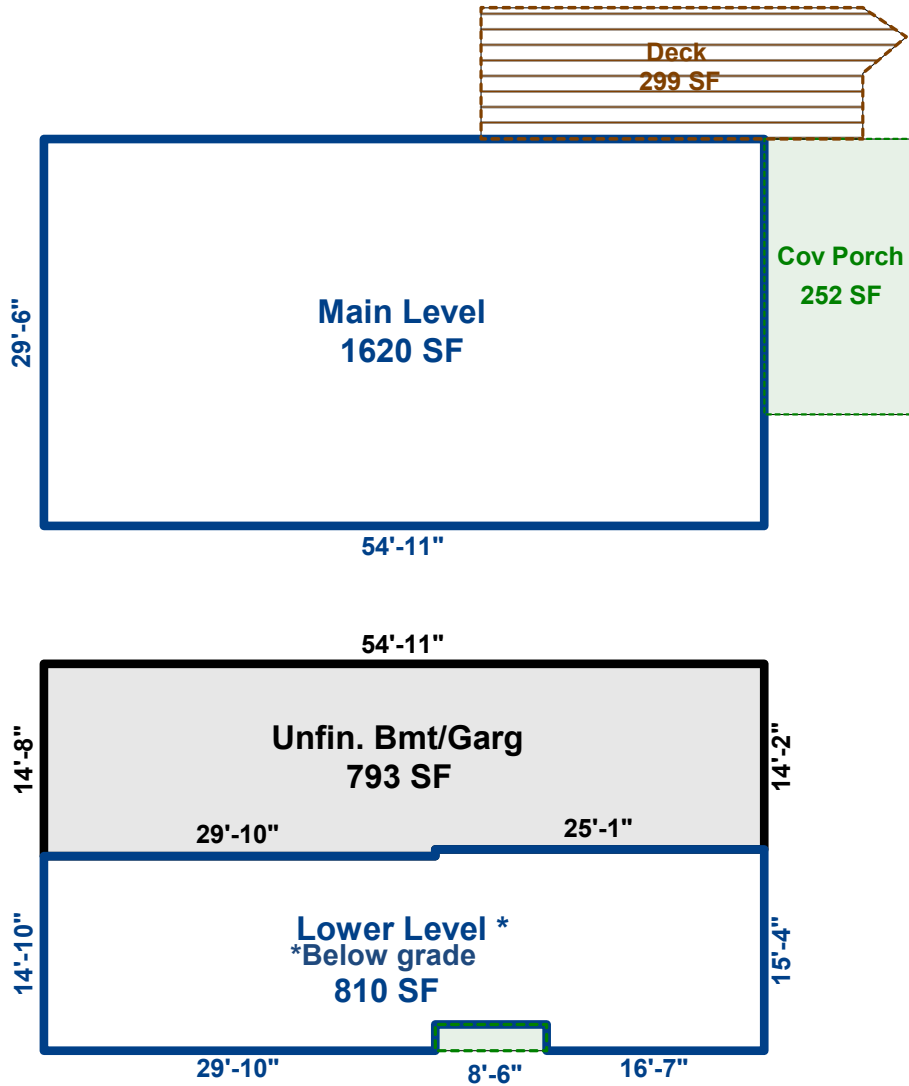 Deck
299 SF
Cov Porch
252 SF
29'-6"
Main Level
1620 SF
54'-11"
54'-11"
14'-8"
Unfin. Bmt/Garg
793 SF
14'-2"
29'-10"
25'-1"
14'-10"
Lower Level *
*Below grade
810 SF
15'-4"
29'-10"
8'-6"
16'-7"